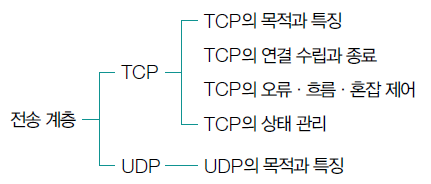 TCP의 목적과 특징
TCP의 연결 수립과 종료
TCP
TCP의 오류 · 흐름 · 혼잡 제어
전송 계층
TCP의 상태 관리
UDP
UDP의 목적과 특징